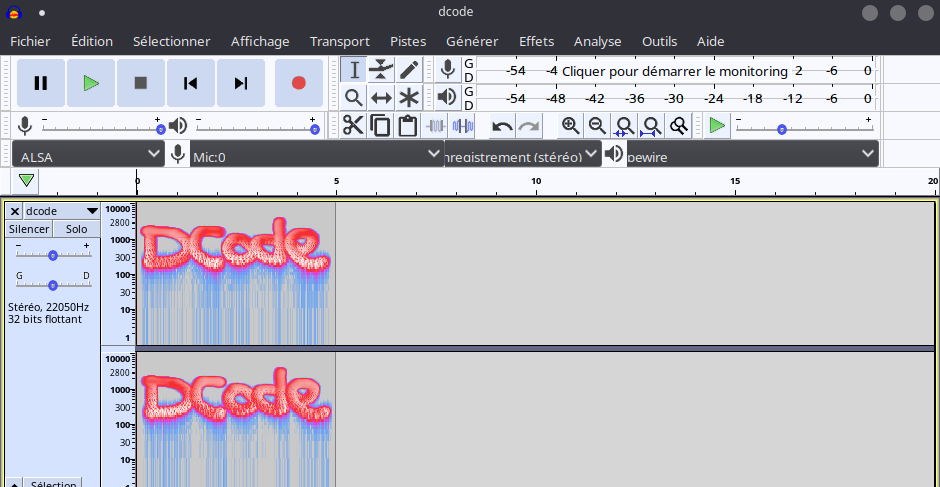 dcode
Fichier Édition Sélectionner Affichage Transport Pistes Générer Effets Analyse Outils Aide
G
D
-54 -4 Cliquer pour démarrer le monitoring 2 -6 0
G
D
-54 -48 -42 -36 -30 -24 -18 -12 -6 0
- + - + - +
ALSA Mic:0 nregistrement (stéréo) pewire
0 5 10 15 20
× dcode
Silencer Solo
- +
G D
Stéréo, 22050Hz
32 bits flottant
10000
2800
1000
300
100
30
10
1
DCode
10000
2800
1000
300
100
30
10
DCode
Sélection